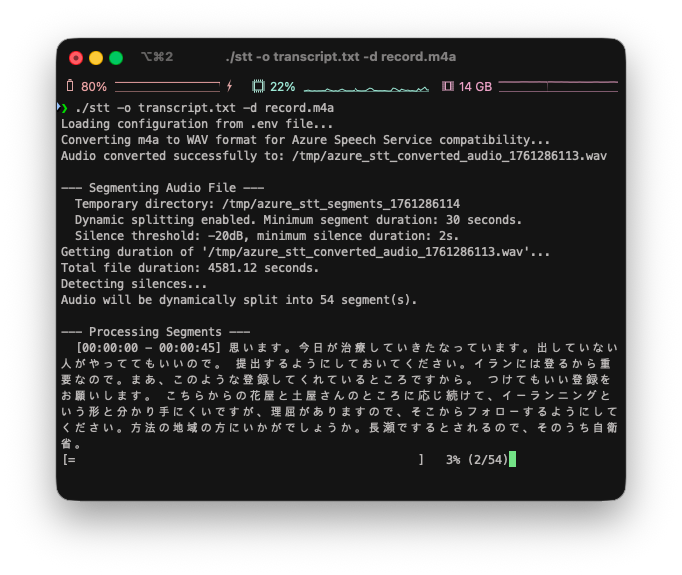 ⌥⌘2 ./stt -o transcript.txt -d record.m4a
80% 22% 14 GB
❯ ./stt -o transcript.txt -d record.m4a
Loading configuration from .env file...
Converting m4a to WAV format for Azure Speech Service compatibility...
Audio converted successfully to: /tmp/azure_stt_converted_audio_1761286113.wav
--- Segmenting Audio File ---
Temporary directory: /tmp/azure_stt_segments_1761286114
Dynamic splitting enabled. Minimum segment duration: 30 seconds.
Silence threshold: -20dB, minimum silence duration: 2s.
Getting duration of '/tmp/azure_stt_converted_audio_1761286113.wav'...
Total file duration: 4581.12 seconds.
Detecting silences...
Audio will be dynamically split into 54 segment(s).
--- Processing Segments ---
[00:00:00 - 00:00:45] 思います。今日が治療していきたなっています。出していない
人がやっててもいいので。 提出するようにしておいてください。イランには登るから重
要なので。まあ、このような登録してくれているところですから。 つけてもいい登録を
お願いします。 こちらからの花屋と土屋さんのところに応じ続けて、イーランニングと
いう形と分かり手にくいですが、理屈がありますので、そこからフォローするようにして
ください。方法の地域の方にいかがでしょうか。長瀬でするとされるので、そのうち自衛
省。
[= ] 3% (2/54)